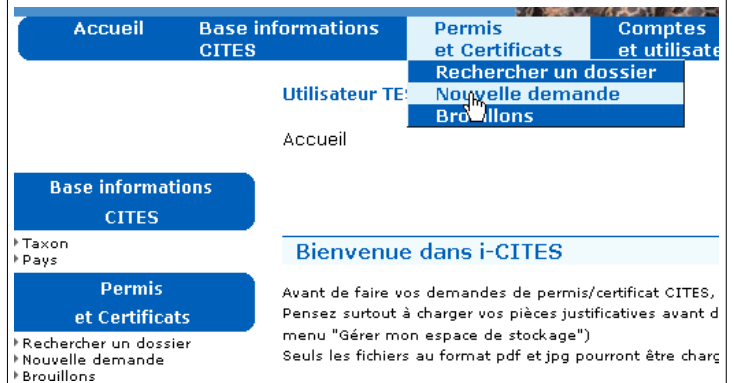 Accueil
Base informations
CITES
Permis
et Certificats
Comptes
et utilisate
Rechercher un dossier
Nouvelle demande
Brouillons
Utilisateur TES
Accueil
Base informations
CITES
Taxon
Pays
Permis
et Certificats
Rechercher un dossier
Nouvelle demande
Brouillons
Bienvenue dans i-CITES
Avant de faire vos demandes de permis/certificat CITES,
Pensez surtout à charger vos pièces justificatives avant d
menu "Gérer mon espace de stockage")
Seuls les fichiers au format pdf et jpg pourront être charg